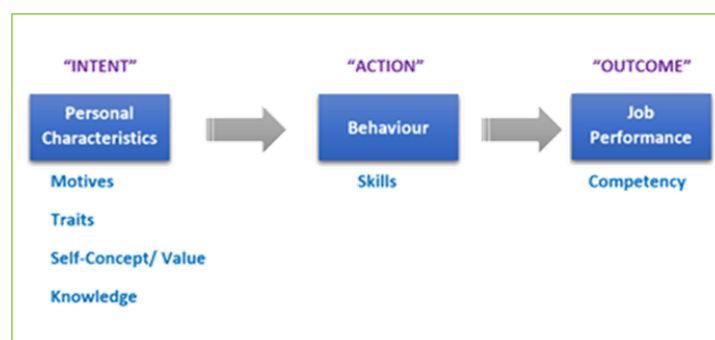 "INTENT"
"ACTION"
"OUTCOME"
Personal
Characteristics
Behaviour
Job
Performance
Motives
Skills
Competency
Traits
Self-Concept/ Value
Knowledge